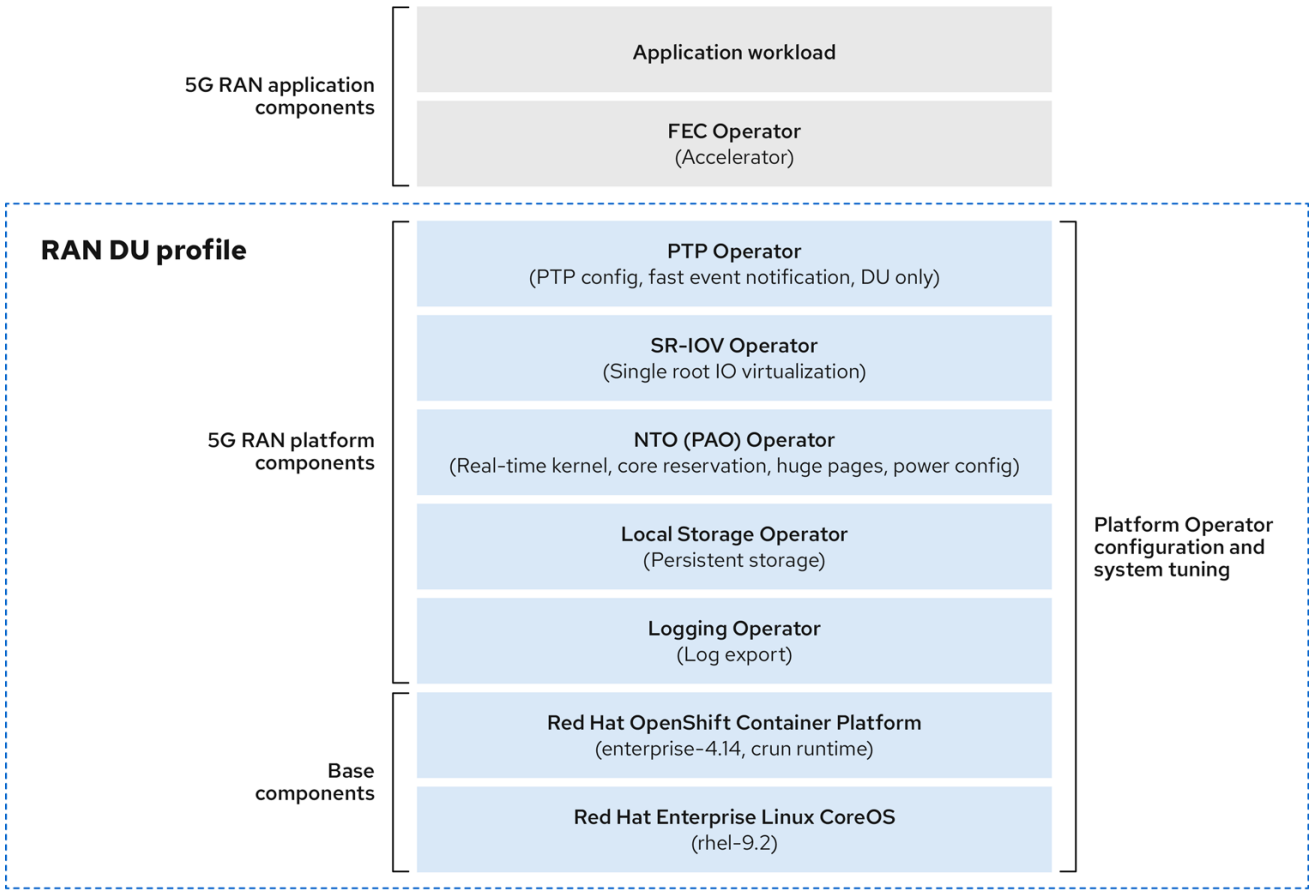 5G RAN application
components
Application workload
FEC Operator
(Accelerator)
RAN DU profile
5G RAN platform
components
PTP Operator
(PTP config, fast event notification, DU only)
SR-IOV Operator
(Single root IO virtualization)
NTO (PAO) Operator
(Real-time kernel, core reservation, huge pages, power config)
Local Storage Operator
(Persistent storage)
Logging Operator
(Log export)
Base
components
Red Hat OpenShift Container Platform
(enterprise-4.14, crun runtime)
Red Hat Enterprise Linux CoreOS
(rhel-9.2)
Platform Operator
configuration and
system tuning